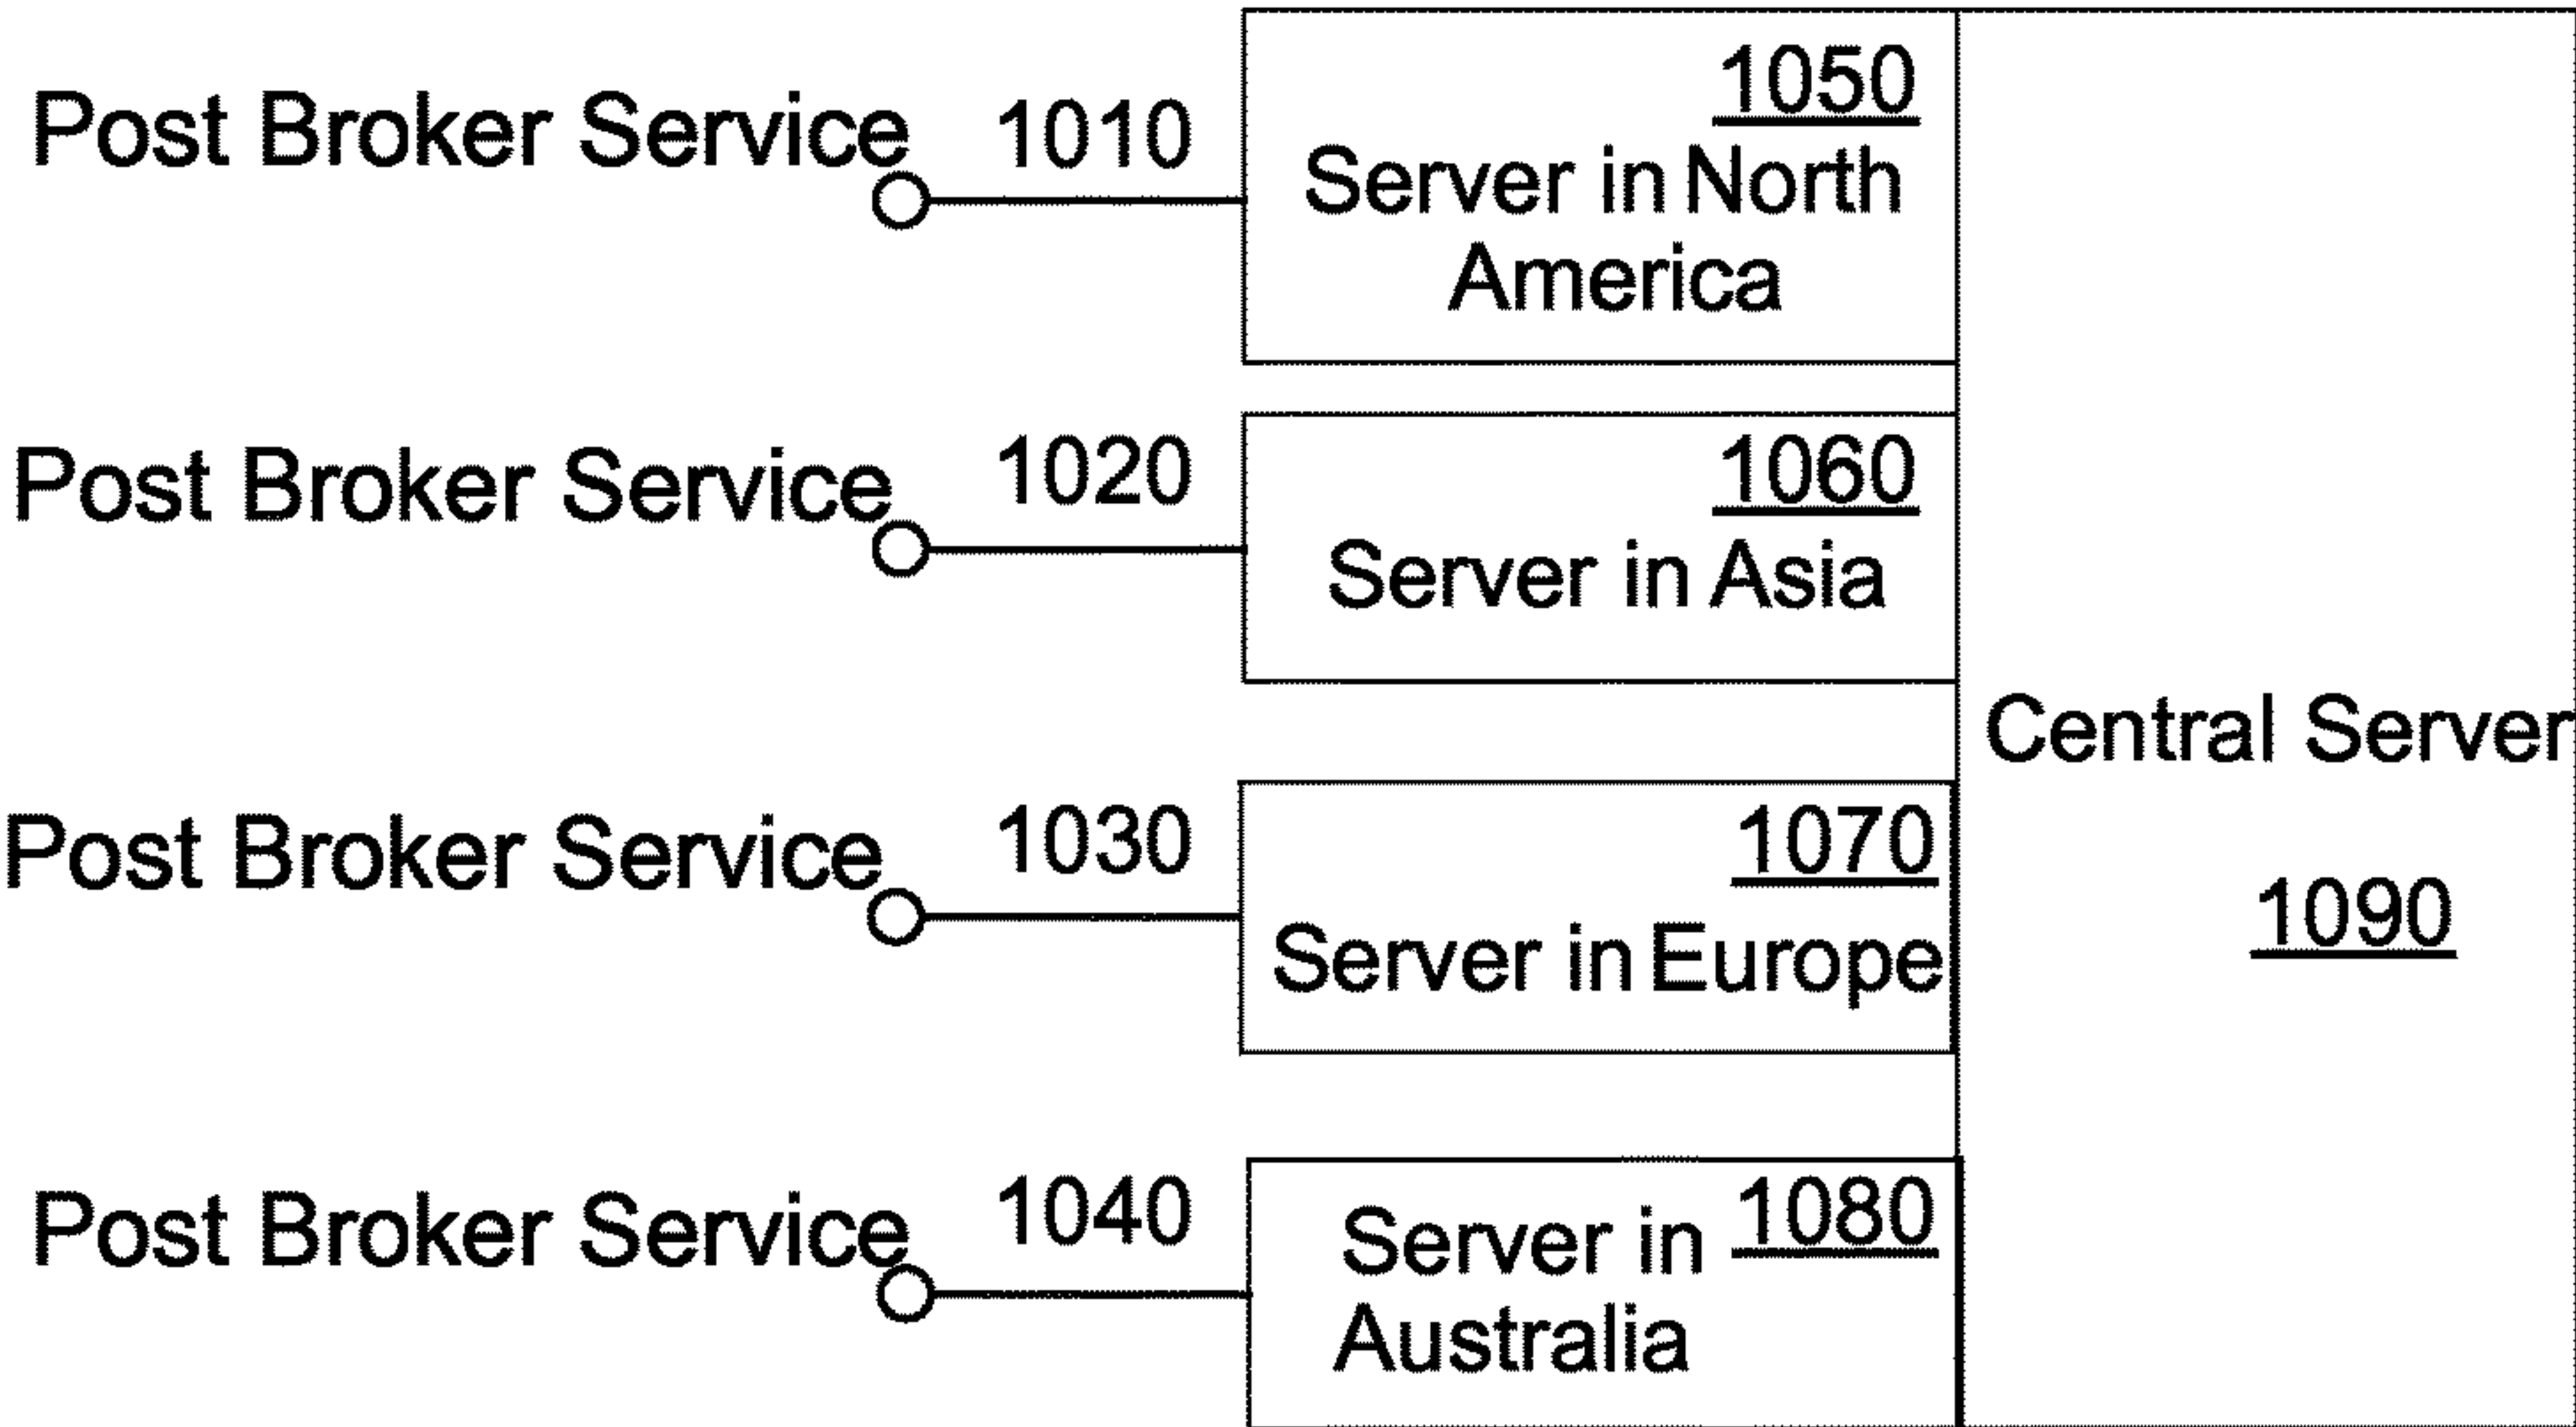 Post Broker Service
1010
1050
Server in North
America
Post Broker Service
1020
1060
Server in Asia
Central Server
1090
Post Broker Service
1030
1070
Server in Europe
Post Broker Service
1040
1080
Server in
Australia